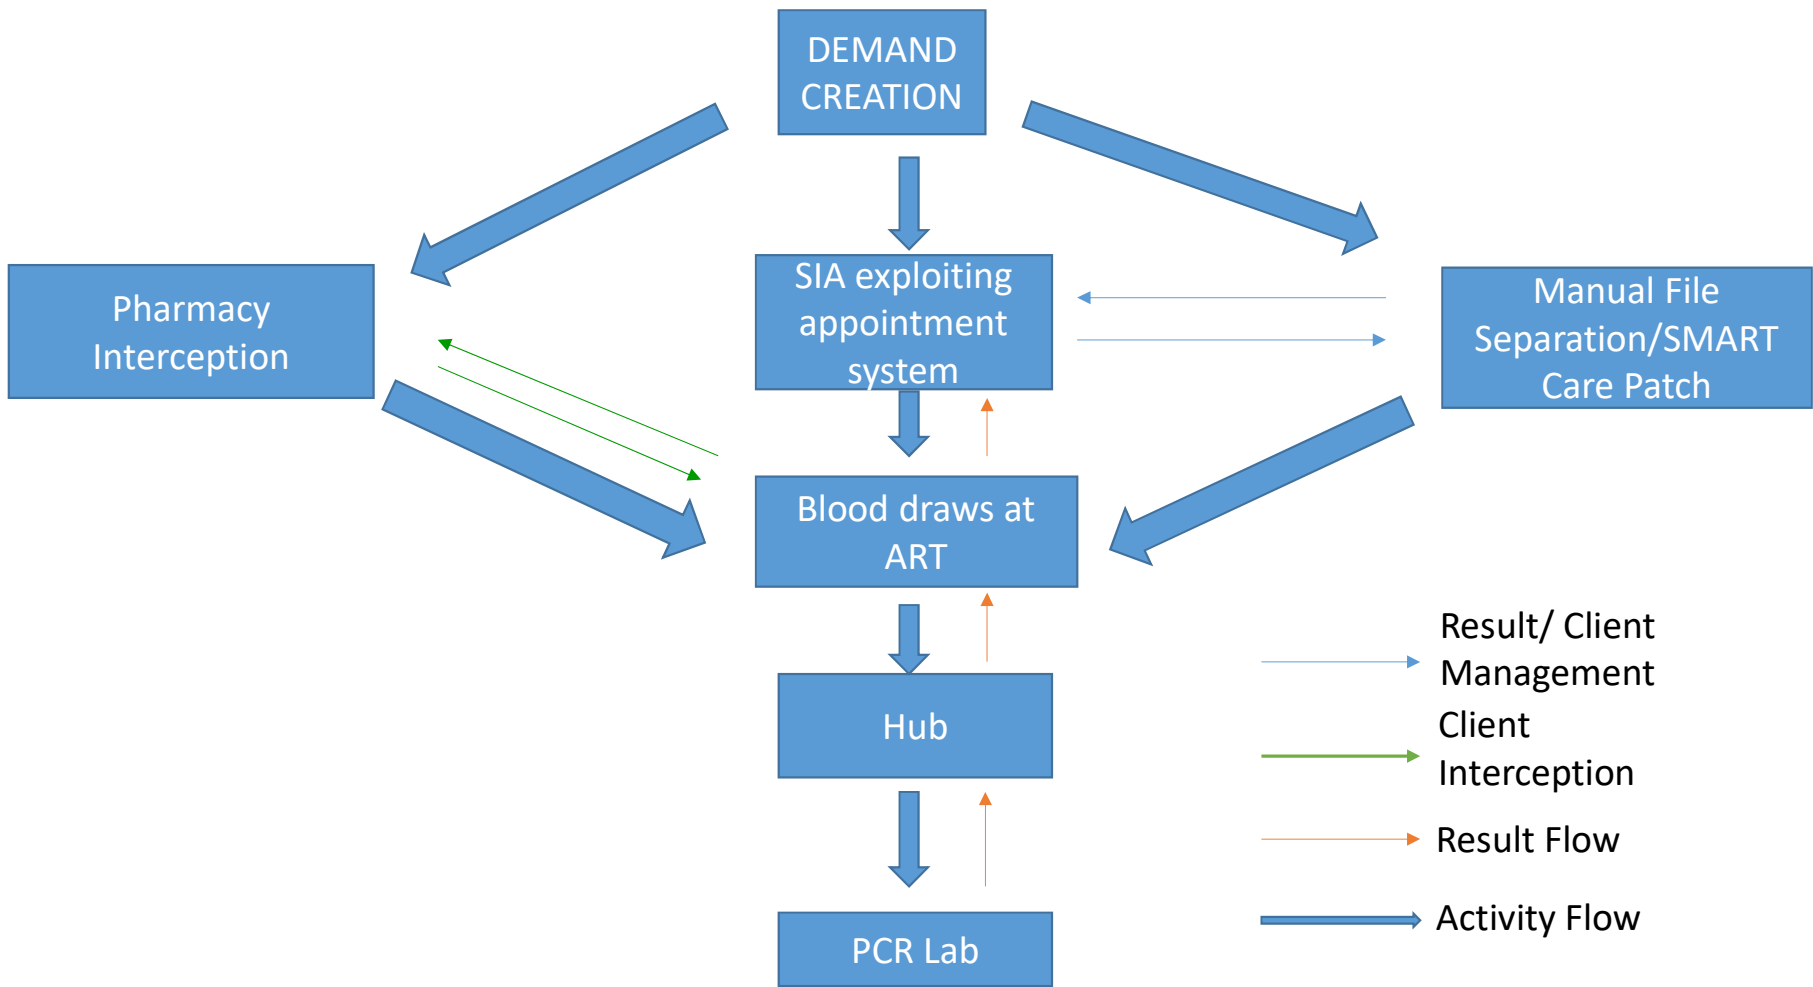 DEMAND
CREATION
Pharmacy
Interception
SIA exploiting
appointment
system
Manual File
Separation/SMART
Care Patch
Blood draws at
ART
Hub
PCR Lab
Result/ Client
Management
Client
Interception
Result Flow
Activity Flow